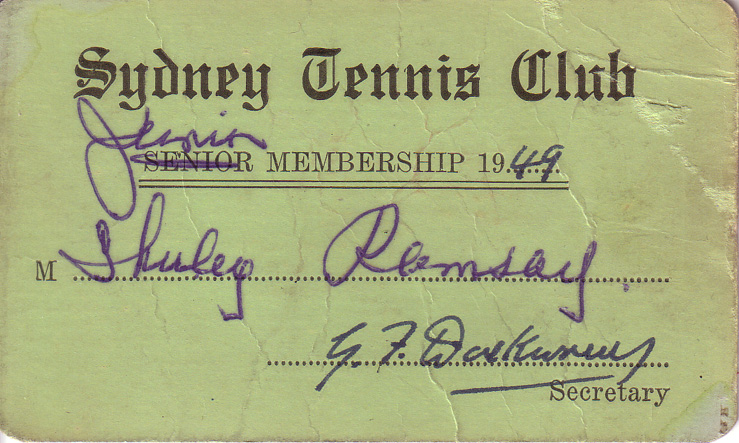 Sydney Tennis Club
Junior
SENIOR MEMBERSHIP 1949
M Shirley Ramsay
G. F.
Secretary